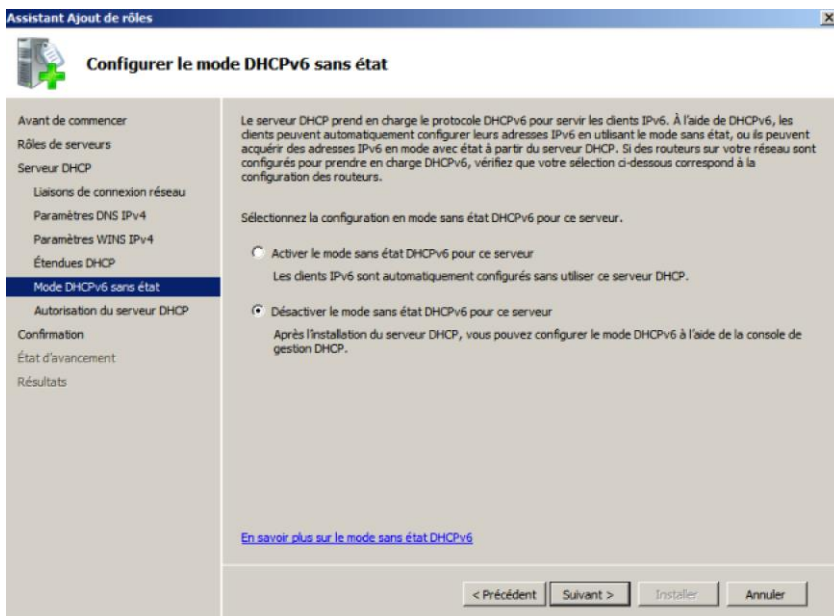 Assistant Ajout de rôles
Configurer le mode DHCPv6 sans état
Avant de commencer
Rôles de serveurs
Serveur DHCP
Liaisons de connexion réseau
Paramètres DNS IPv4
Paramètres WINS IPv4
Étendues DHCP
Mode DHCPv6 sans état
Autorisation du serveur DHCP
Confirmation
État d'avancement
Résultats
Le serveur DHCP prend en charge le protocole DHCPv6 pour servir les clients IPv6. À l'aide de DHCPv6, les
clients peuvent automatiquement configurer leurs adresses IPv6 en utilisant le mode sans état, ou ils peuvent
acquérir des adresses IPv6 en mode avec état à partir du serveur DHCP. Si des routeurs sur votre réseau sont
configurés pour prendre en charge DHCPv6, vérifiez que votre sélection ci-dessous correspond à la
configuration des routeurs.
Sélectionnez la configuration en mode sans état DHCPv6 pour ce serveur.
Activer le mode sans état DHCPv6 pour ce serveur
Les clients IPv6 sont automatiquement configurés sans utiliser ce serveur DHCP.
Désactiver le mode sans état DHCPv6 pour ce serveur
Après l'installation du serveur DHCP, vous pouvez configurer le mode DHCPv6 à l'aide de la console de
gestion DHCP.
En savoir plus sur le mode sans état DHCPv6
< Précédent
Suivant >
Installer
Annuler